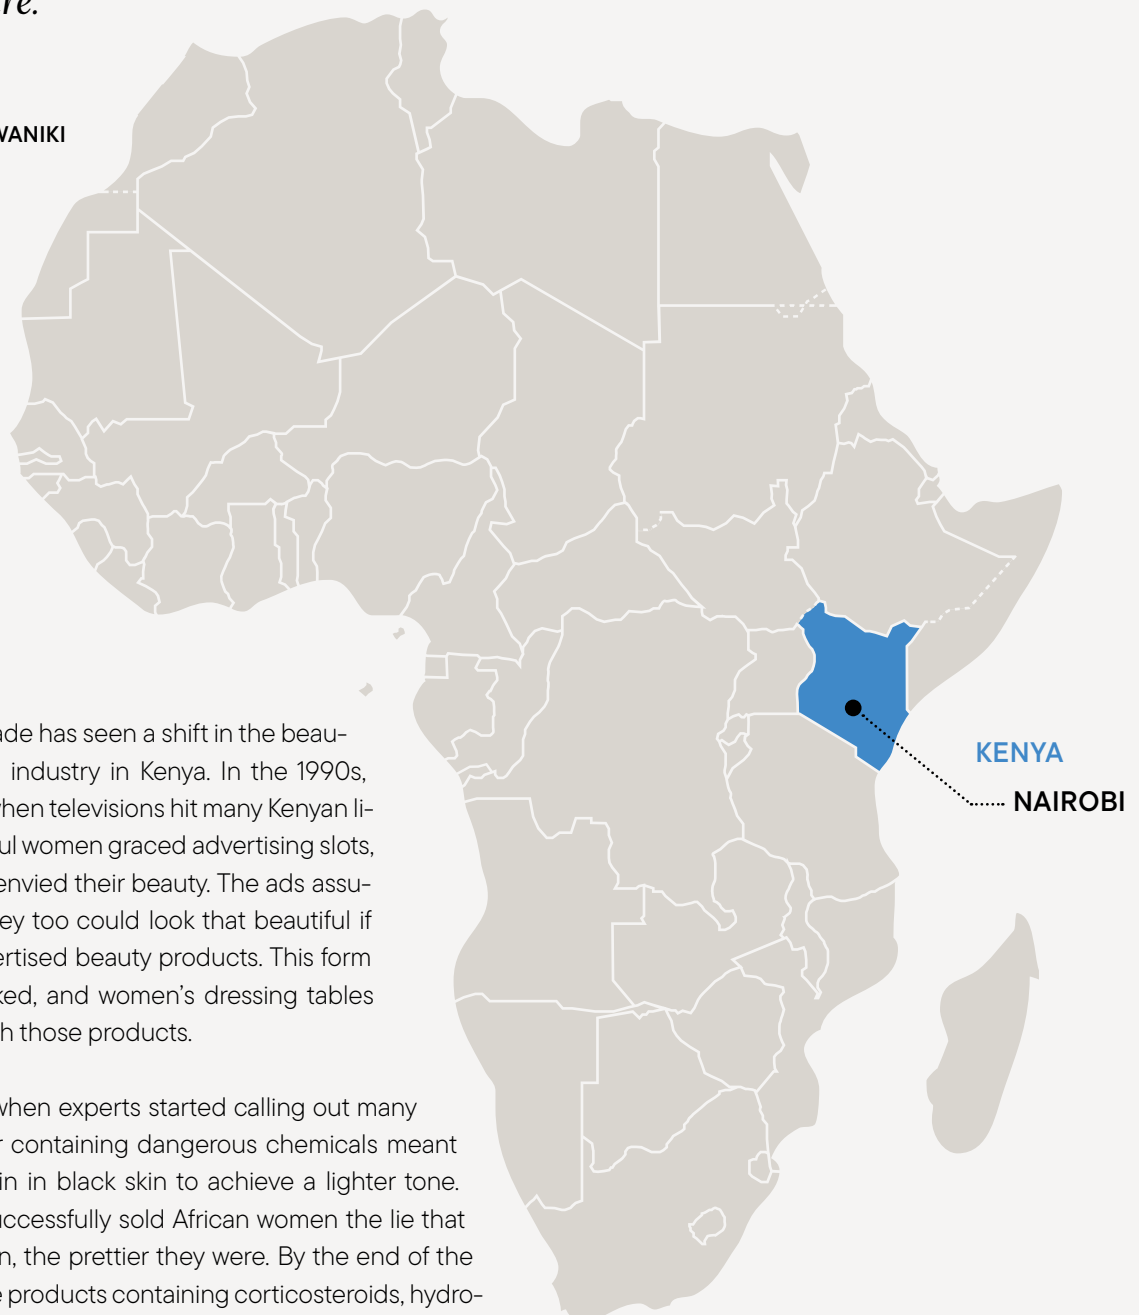 re.
WANIKI
ade has seen a shift in the beau-
industry in Kenya. In the 1990s,
when televisions hit many Kenyan li-
ul women graced advertising slots,
envied their beauty. The ads assu-
ey too could look that beautiful if
ertised beauty products. This form
ked, and women’s dressing tables
h those products.
when experts started calling out many
r containing dangerous chemicals meant
in in black skin to achieve a lighter tone.
uccessfully sold African women the lie that
n, the prettier they were. By the end of the
e products containing corticosteroids, hydro-
KENYA
NAIROBI